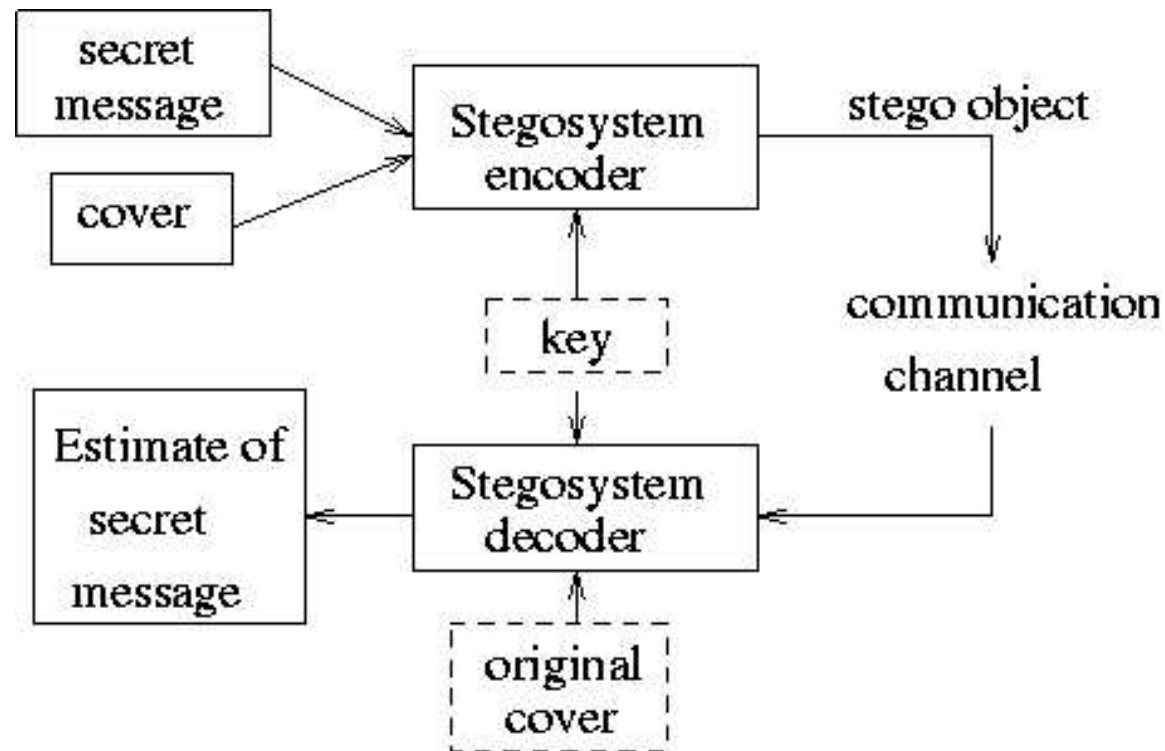 secret
message
cover
Stegosystem
encoder
stego object
key
communication
channel
Estimate of
secret
message
Stegosystem
decoder
original
cover